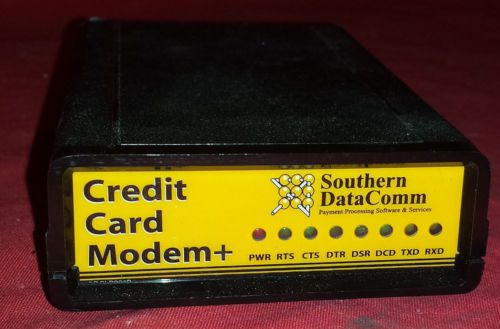 Credit
Card
Modem+
Southern
DataComm
Payment Processing Software & Services
PWR RTS CTS DTR DSR DCD TXD RXD